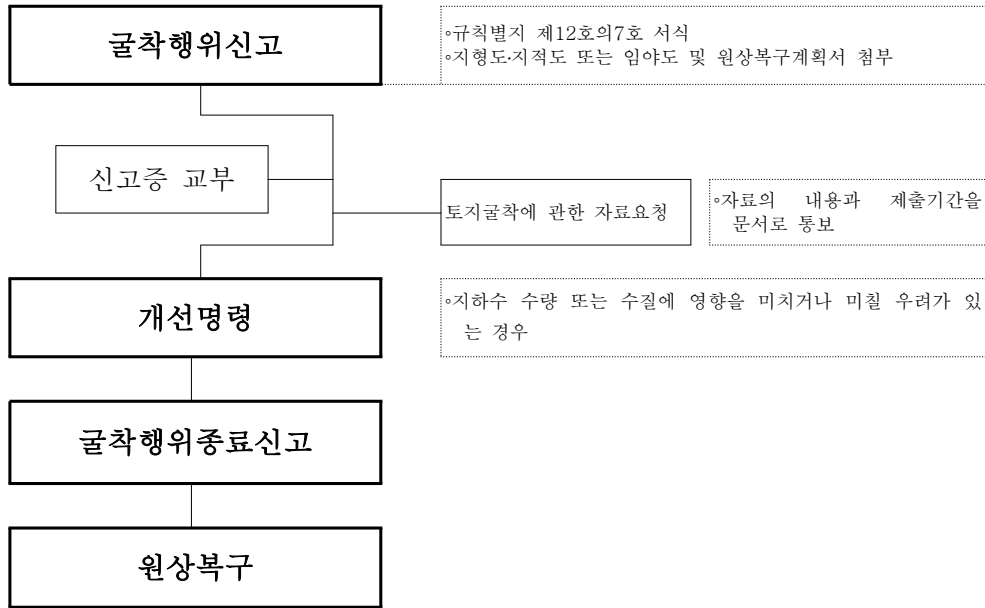 굴착행위신고
◦규칙별지 제12호의7호 서식
◦지형도·지적도 또는 임야도 및 원상복구계획서 첨부
신고증 교부
토지굴착에 관한 자료요청
◦자료의 내용과 제출기간을
문서로 통보
개선명령
◦지하수 수량 또는 수질에 영향을 미치거나 미칠 우려가 있
는 경우
굴착행위종료신고
원상복구